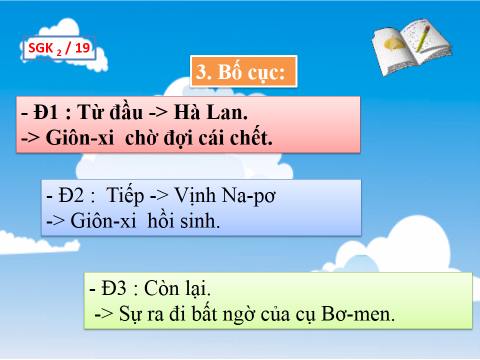 SGK 2 / 19
3. Bố cục:
- Đ1 : Từ đầu -> Hà Lan.
-> Giôn-xi chờ đợi cái chết.
- Đ2 : Tiếp -> Vịnh Na-pơ
-> Giôn-xi hồi sinh.
- Đ3 : Còn lại.
-> Sự ra đi bất ngờ của cụ Bơ-men.